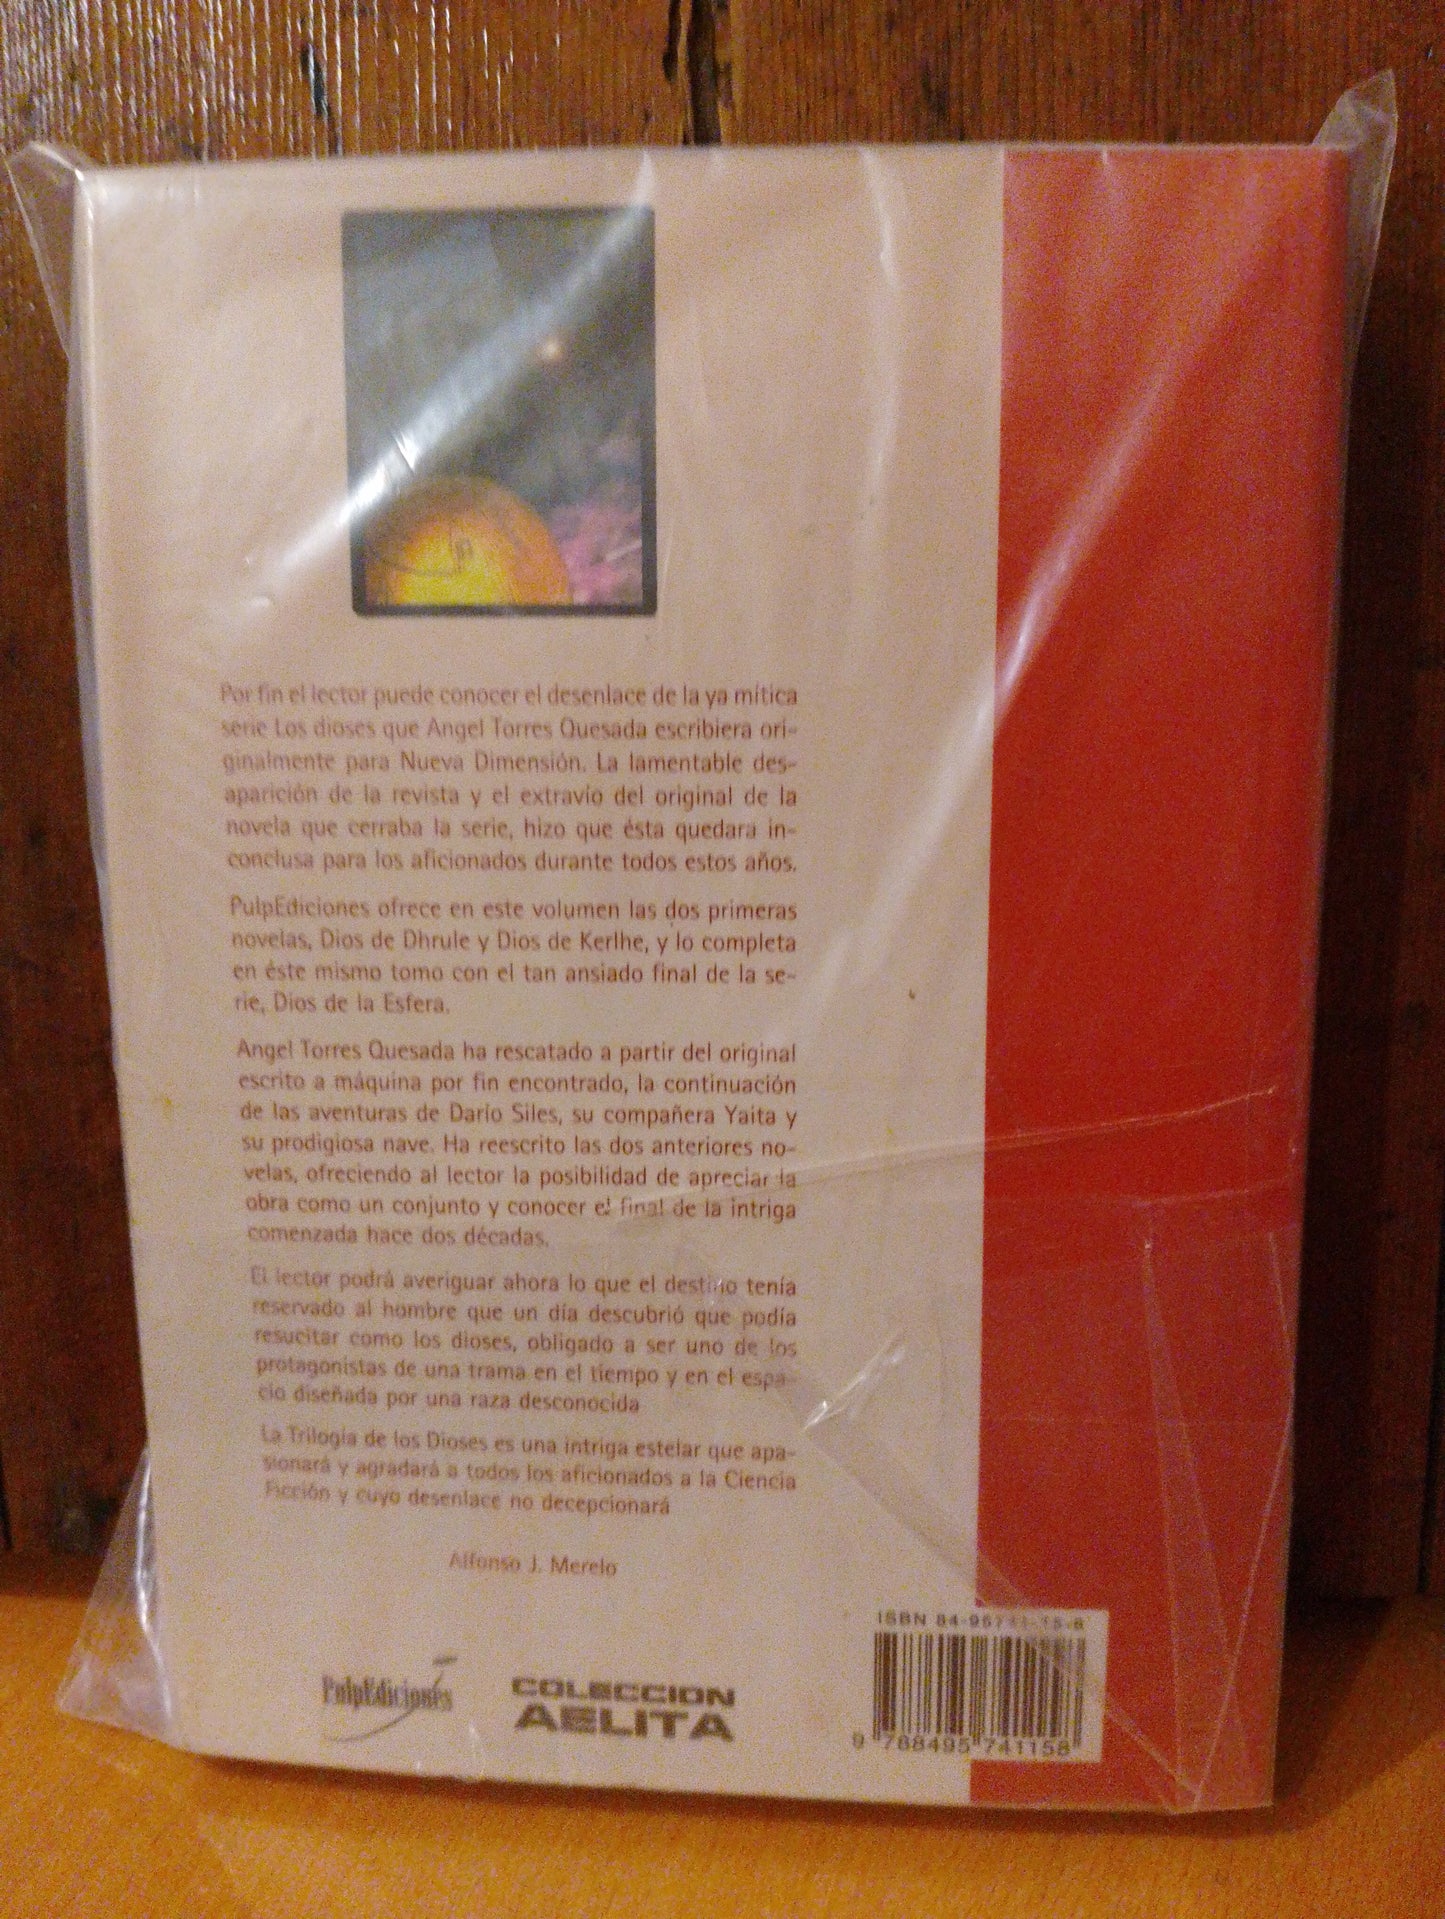 Por fin el lector puede conocer el desenlace de la ya mítica
serie Los dioses que Angel Torres Quesada escribiera ori-
ginalmente para Nueva Dimensión. La lamentable des-
aparición de la revista y el extravío del original de la
novela que cerraba la serie, hizo que ésta quedara in-
conclusa para los aficionados durante todos estos años.
PulpEdiciones ofrece en este volumen las dos primeras
novelas, Dios de Dhrule y Dios de Kerlhe, y lo completa
en éste mismo tomo con el tan ansiado final de la se-
rie, Dios de la Esfera.
Angel Torres Quesada ha rescatado a partir del original
escrito a máquina por fin encontrado, la continuación
de las aventuras de Darío Siles, su compañera Yaita y
su prodigiosa nave. Ha reescrito las dos anteriores no-
velas, ofreciendo al lector la posibilidad de apreciar la
obra como un conjunto y conocer el final de la intriga
comenzada hace dos décadas.
El lector podrá averiguar ahora lo que el destino tenía
reservado al hombre que un día descubrió que podía
resucitar como los dioses, obligado a ser uno de los
protagonistas de una trama en el tiempo y en el espa-
cio diseñada por una raza desconocida
La Trilogía de los Dioses es una intriga estelar que apa-
sionará y agradará a todos los aficionados a la Ciencia
Ficción y cuyo desenlace no decepcionará
Alfonso J. Merelo
ISBN 84-95741-15-8
PulpEdiciones
COLECCION
AELITA
9 788495 741158